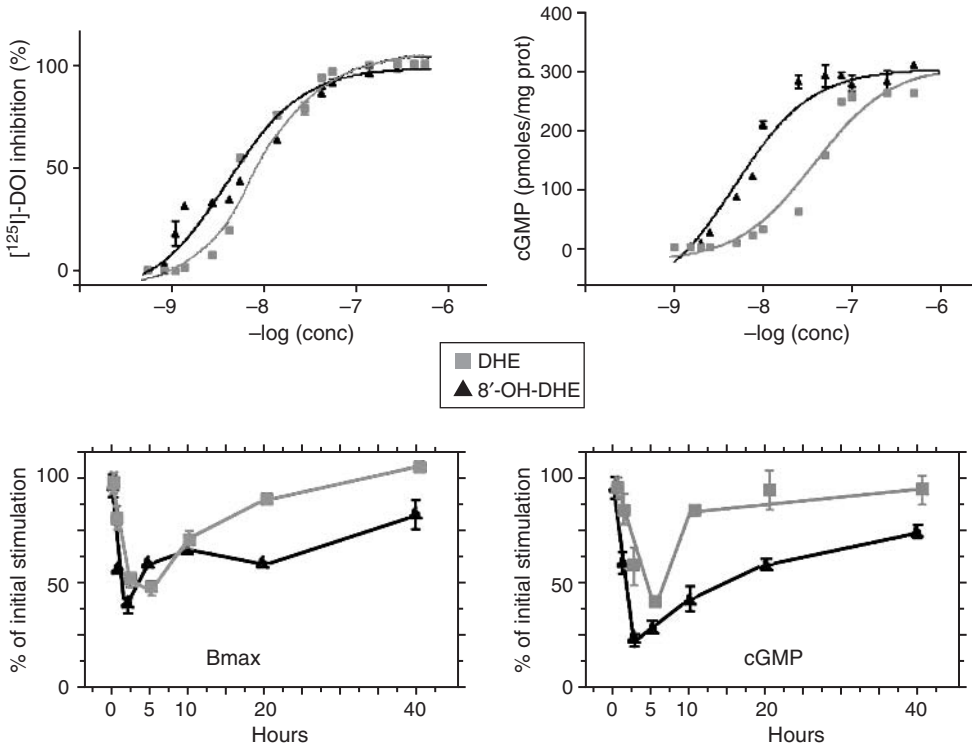 [¹²⁵I]-DOI inhibition (%)
100
50
0
–9
–8
–7
–6
–log (conc)
cGMP (pmoles/mg prot)
400
300
200
100
0
–9
–8
–7
–6
–log (conc)
DHE
8′-OH-DHE
% of initial stimulation
100
50
0
Bmax
0 5 10 20 40
Hours
% of initial stimulation
100
50
0
cGMP
0 5 10 20 40
Hours